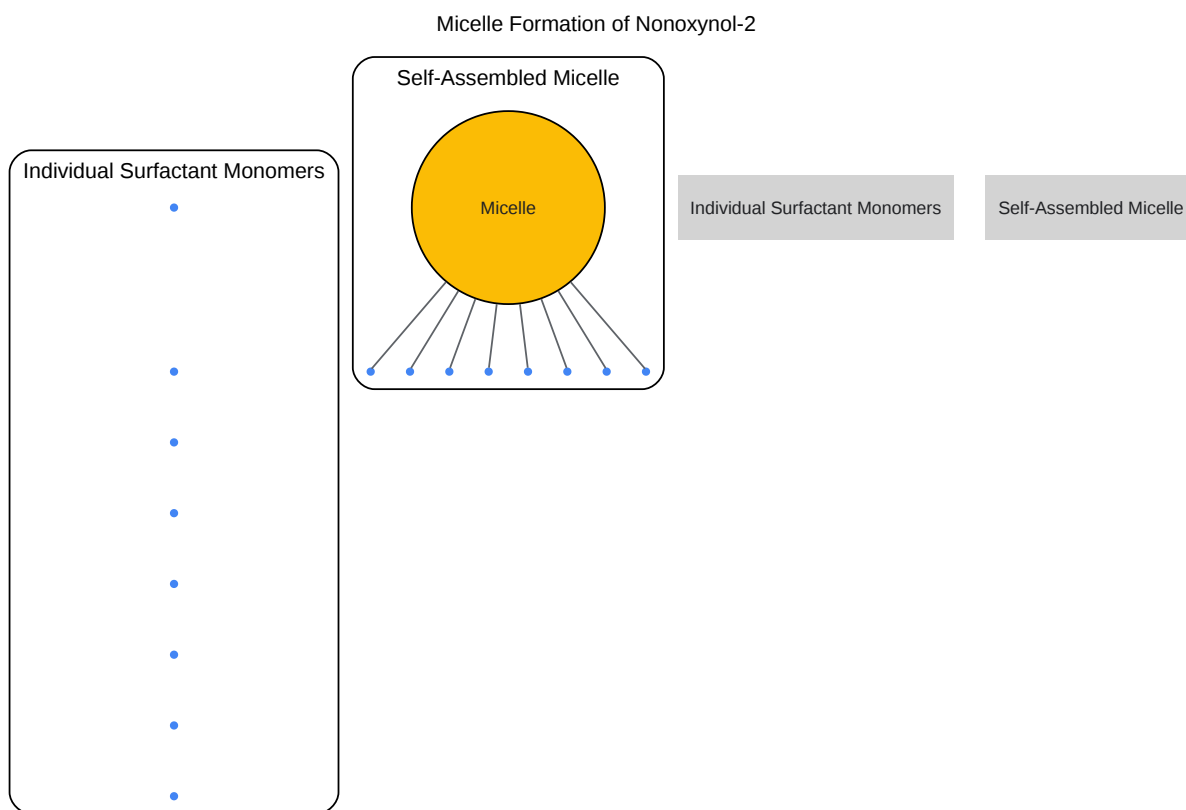 Micelle Formation of Nonoxynol-2
Self-Assembled Micelle
Individual Surfactant Monomers
Micelle
Individual Surfactant Monomers
Self-Assembled Micelle